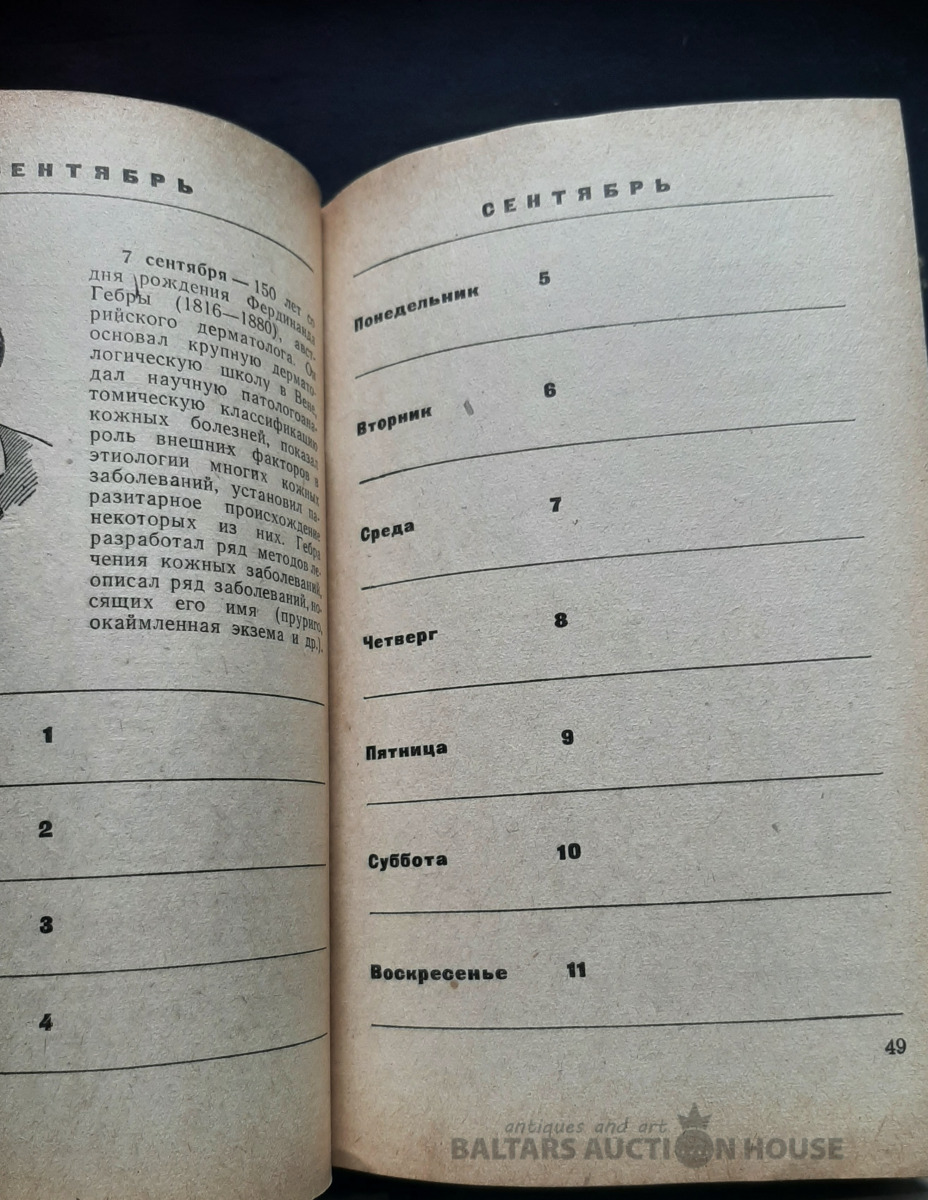 СЕНТЯБРЬ
7 сентября — 150 лет со
дня рождения Фердинанда
Гебры (1816—1880), авст-
рийского дерматолога. Он
основал крупную дермато-
логическую школу в Вене,
дал научную патологоана-
томическую классификацию
кожных болезней, показал
роль внешних факторов в
этиологии многих кожных
заболеваний, установил па-
разитарное происхождение
некоторых из них. Гебра
разработал ряд методов ле-
чения кожных заболеваний,
описал ряд заболеваний, но-
сящих его имя (пруриго,
окаймленная экзема и др.).
1
2
3
4
СЕНТЯБРЬ
Понедельник 5
Вторник 6
Среда 7
Четверг 8
Пятница 9
Суббота 10
Воскресенье 11
49
antiques and art
BALTARS AUCTION HOUSE